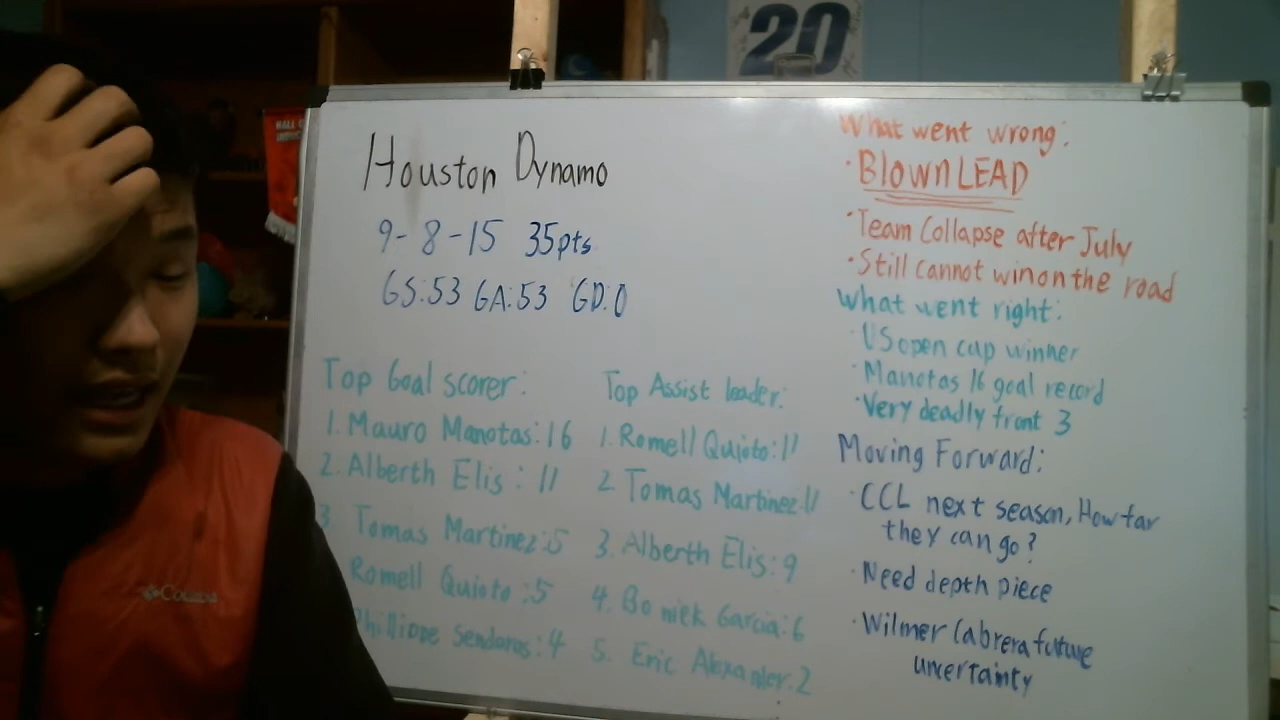 20
HALL O
Houston Dynamo
9-8-15 35pts
GS:53 GA:53 GD:0
Top Goal scorer:
1. Mauro Manotas: 16
2. Alberth Elis: 11
3. Tomas Martinez: 5
Romell Quioto: 5
Phillippe Senderos: 4
Top Assist leader:
1. Romell Quioto: 11
2. Tomas Martinez: 11
3. Alberth Elis: 9
4. Boniek Garcia: 6
5. Eric Alexander: 2
What went wrong:
· BLOWN LEAD
· Team Collapse after July
· Still cannot win on the road
What went right:
· US open cup winner
· Manotas 16 goal record
· Very deadly front 3
Moving Forward:
· CCL next season, How far
they can go?
· Need depth piece
· Wilmer Cabrera future
uncertainty
Columbia